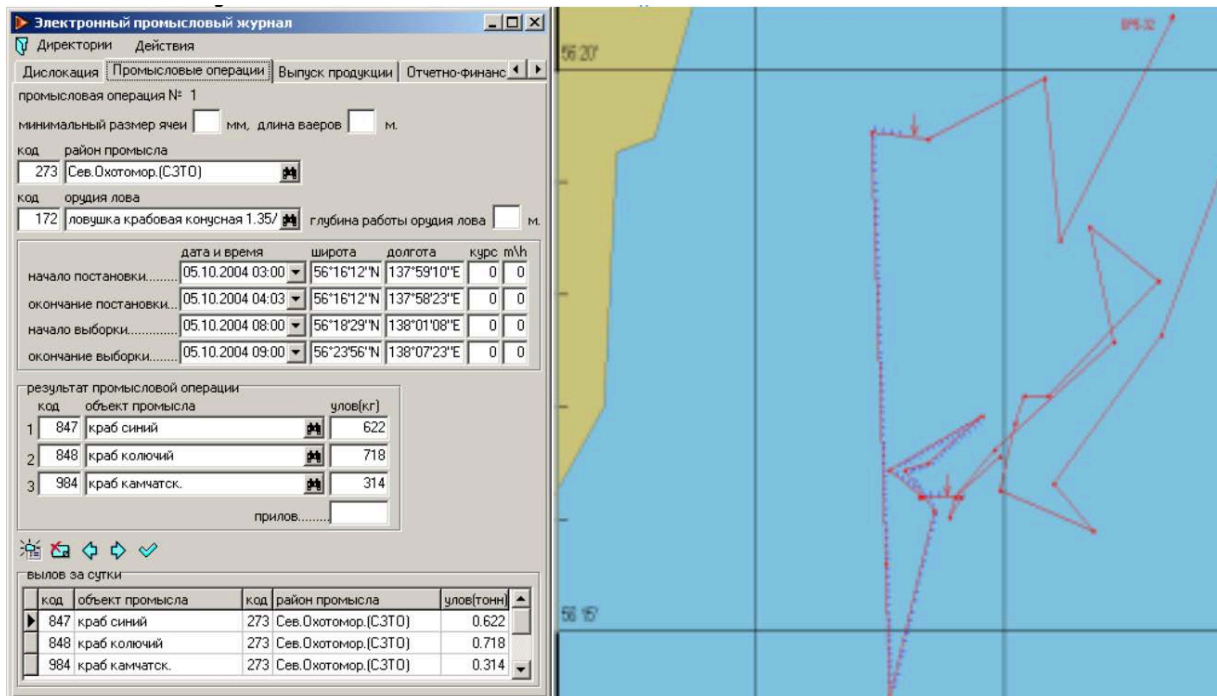 Электронный промысловый журнал
Директории Действия
Дислокация Промысловые операции Выпуск продукции Отчетно-финанс
промысловая операция № 1
минимальный размер ячеи мм, длина ваеров м.
код район промысла
273 Сев.Охотомор.(СЗТО)
код орудия лова
172 ловушка крабовая конусная 1.35/ глубина работы орудия лова м.
дата и время широта долгота курс m\h
начало постановки......... 05.10.2004 03:00 56°16'12"N 137°59'10"E 0 0
окончание постановки... 05.10.2004 04:03 56°16'12"N 137°58'23"E 0 0
начало выборки............. 05.10.2004 08:00 56°18'29"N 138°01'08"E 0 0
окончание выборки........ 05.10.2004 09:00 56°23'56"N 138°07'23"E 0 0
результат промысловой операции
код объект промысла улов(кг)
1 847 краб синий 622
2 848 краб колючий 718
3 984 краб камчатск. 314
прилов.........
вылов за сутки
код объект промысла код район промысла улов(тонн)
847 краб синий 273 Сев.Охотомор.(СЗТО) 0.622
848 краб колючий 273 Сев.Охотомор.(СЗТО) 0.718
984 краб камчатск. 273 Сев.Охотомор.(СЗТО) 0.314
56 20'
56 15'